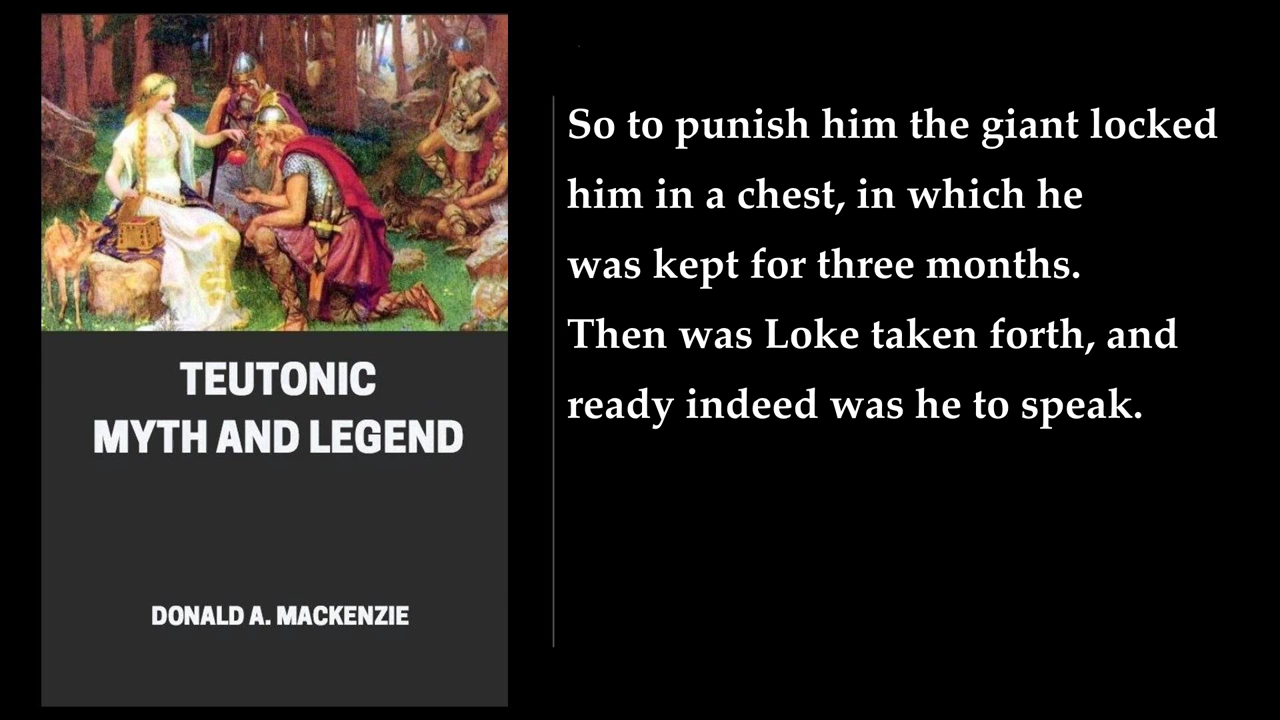 TEUTONIC
MYTH AND LEGEND
DONALD A. MACKENZIE
So to punish him the giant locked
him in a chest, in which he
was kept for three months.
Then was Loke taken forth, and
ready indeed was he to speak.